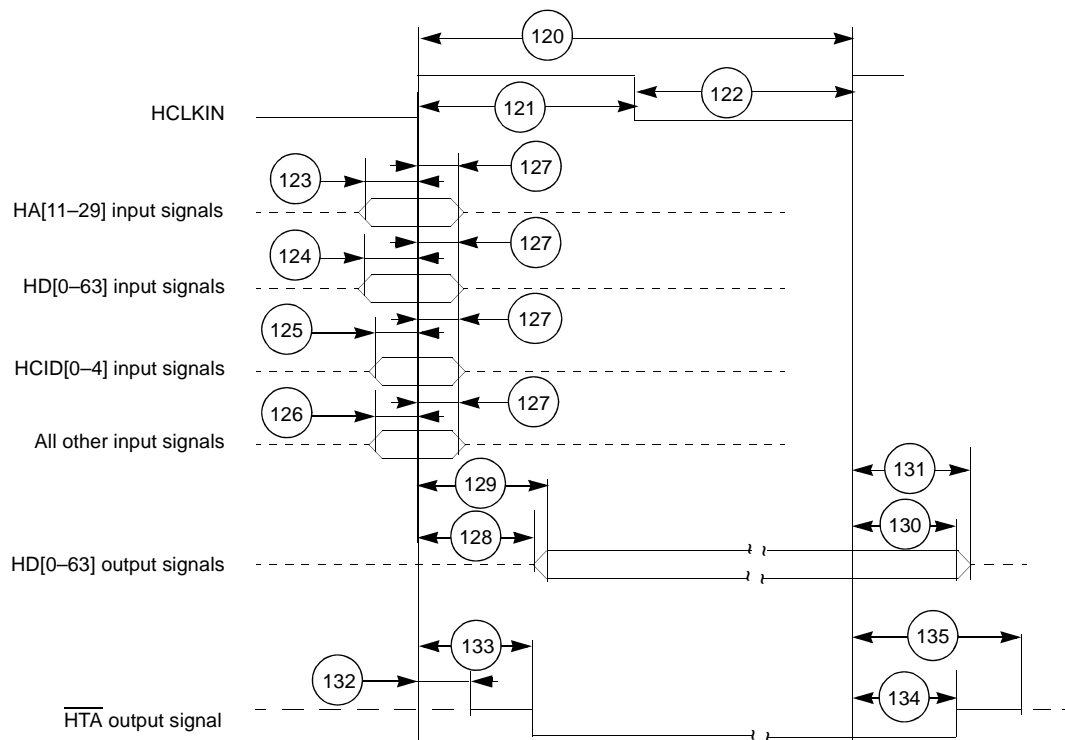 120
121
122
HCLKIN
123
127
HA[11–29] input signals
124
127
HD[0–63] input signals
125
127
HCID[0–4] input signals
126
127
All other input signals
129
131
128
130
HD[0–63] output signals
133
135
132
134
HTA output signal